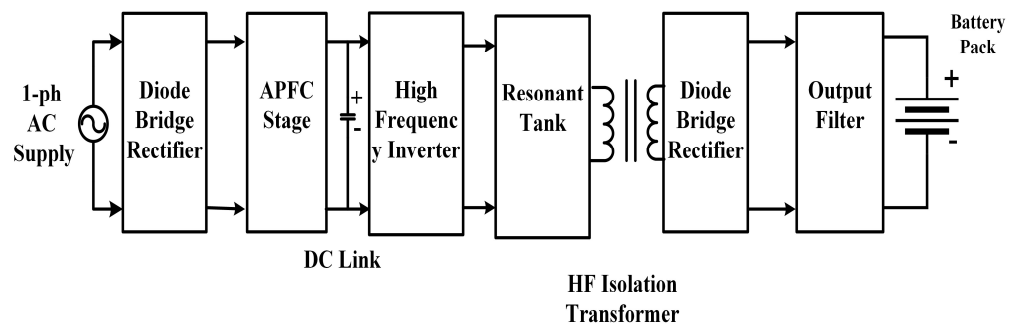 1-ph
AC
Supply
Diode
Bridge
Rectifier
APFC
Stage
+
-
DC Link
High
Frequenc
y Inverter
Resonant
Tank
HF Isolation
Transformer
Diode
Bridge
Rectifier
Output
Filter
Battery
Pack
+
-